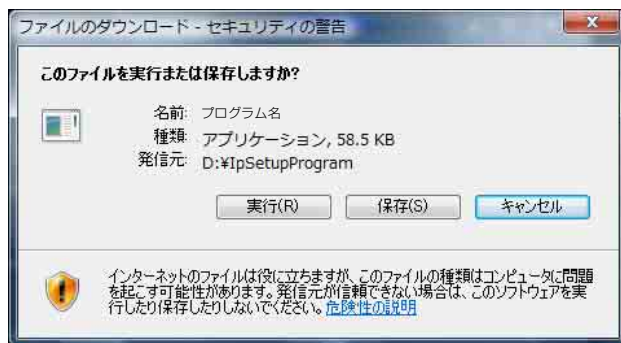 ファイルのダウンロード - セキュリティの警告
このファイルを実行または保存しますか?
名前: プログラム名
種類: アプリケーション, 58.5 KB
発信元: D:¥IpSetupProgram
実行(R) 保存(S) キャンセル
インターネットのファイルは役に立ちますが、このファイルの種類はコンピュータに問題
を起こす可能性があります。発信元が信頼できない場合は、このソフトウェアを実
行したり保存したりしないでください。危険性の説明